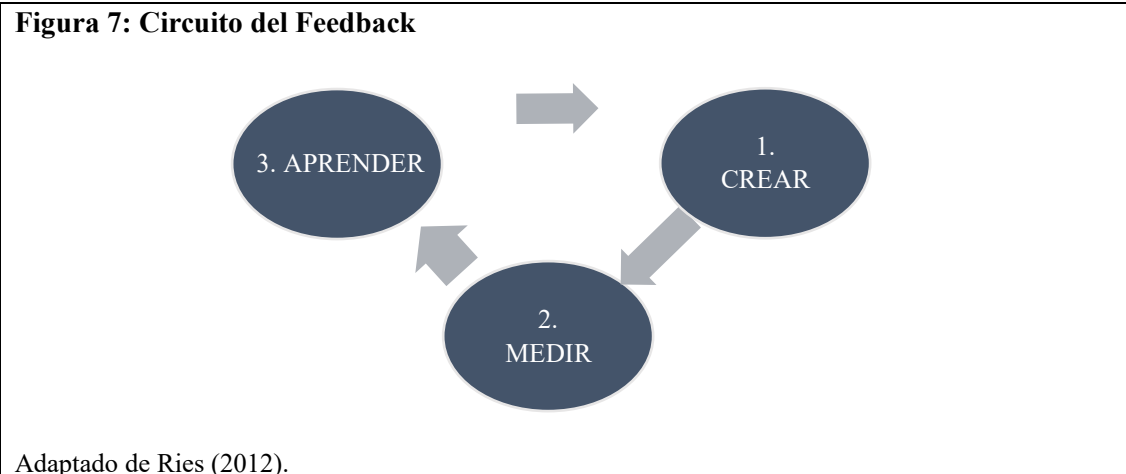 Figura 7: Circuito del Feedback
3. APRENDER
1.
CREAR
2.
MEDIR
Adaptado de Ries (2012).